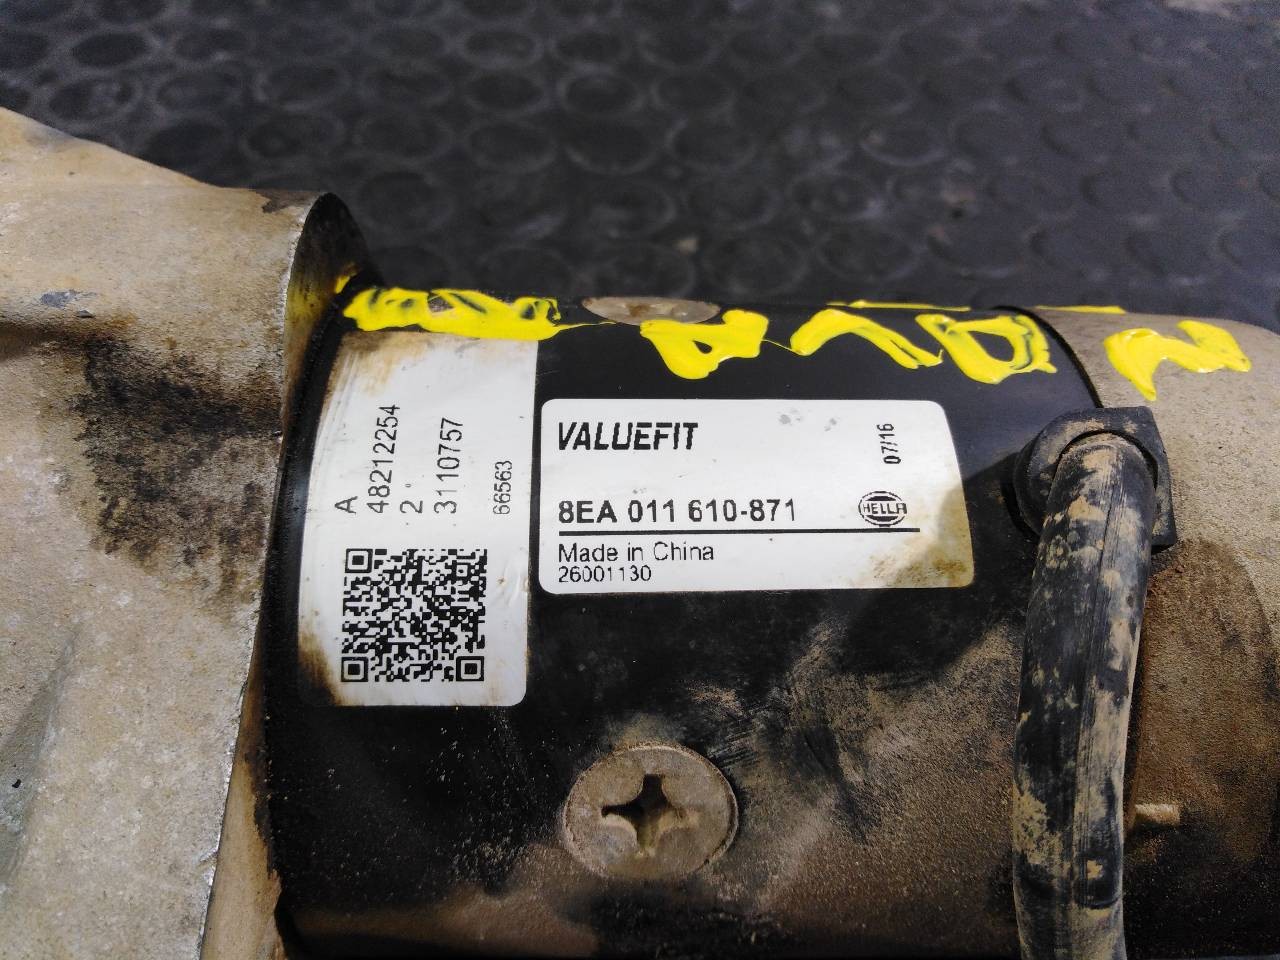 A
48212254
2
3110757
66563
VALUEFIT
07/16
8EA 011 610-871
HELLA
Made in China
26001130